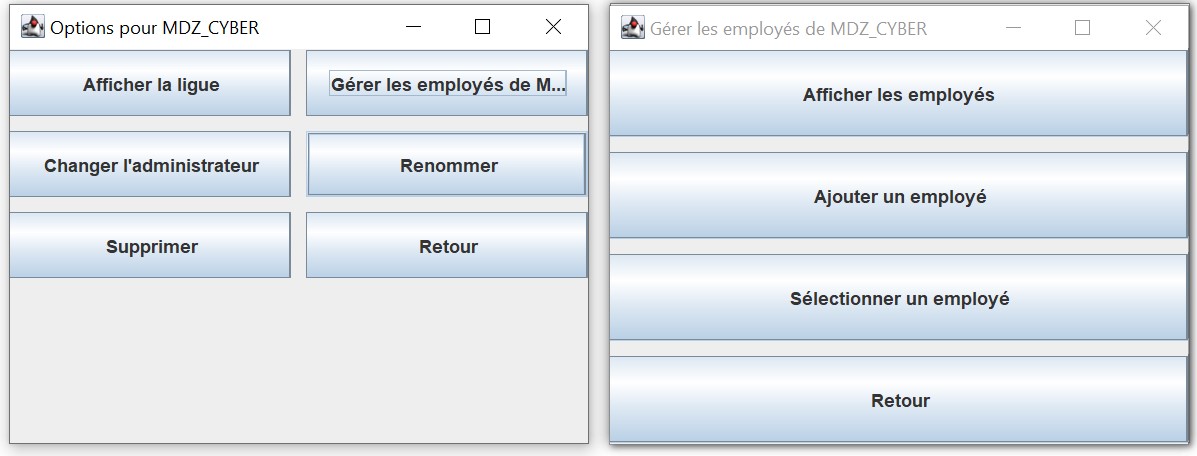 Options pour MDZ_CYBER
Afficher la ligue
Gérer les employés de M...
Changer l'administrateur
Renommer
Supprimer
Retour
Gérer les employés de MDZ_CYBER
Afficher les employés
Ajouter un employé
Sélectionner un employé
Retour